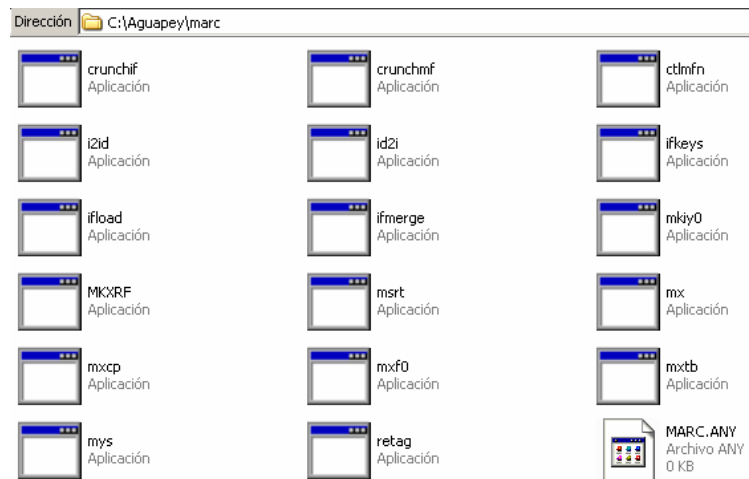 Dirección C:\Aguapey\marc
crunchif
Aplicación
crunchmf
Aplicación
ctlmfn
Aplicación
i2id
Aplicación
id2i
Aplicación
ifkeys
Aplicación
ifload
Aplicación
ifmerge
Aplicación
mkiy0
Aplicación
MKXRF
Aplicación
msrt
Aplicación
mx
Aplicación
mxcp
Aplicación
mxf0
Aplicación
mxtb
Aplicación
mys
Aplicación
retag
Aplicación
MARC.ANY
Archivo ANY
0 KB